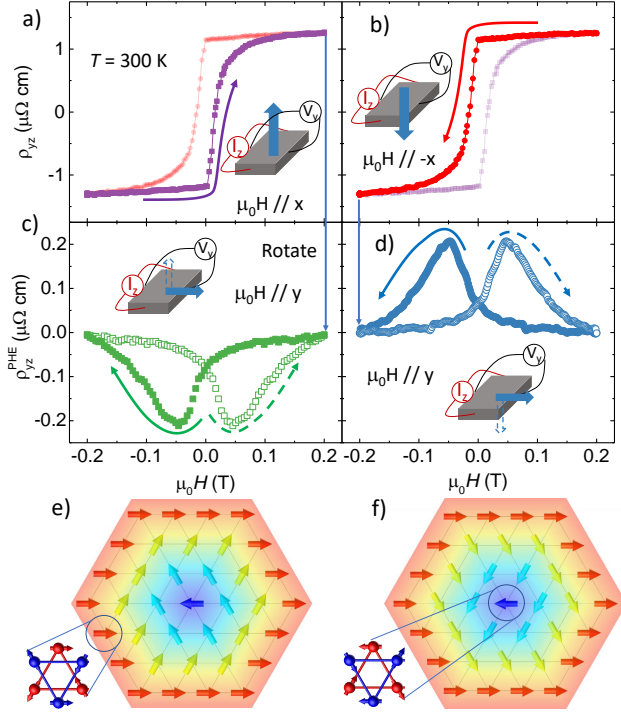 a)
b)
T = 300 K
ρyz (μΩ cm)
1
0
-1
Iz
Vy
μ0H // x
Iz
Vy
μ0H // -x
c)
d)
Rotate
μ0H // y
Iz
Vy
ρyz^PHE (μΩ cm)
0.2
0.1
0.0
-0.1
-0.2
μ0H // y
Iz
Vy
-0.2 -0.1 0.0 0.1 0.2
-0.2 -0.1 0.0 0.1 0.2
μ0H (T)
μ0H (T)
e)
f)